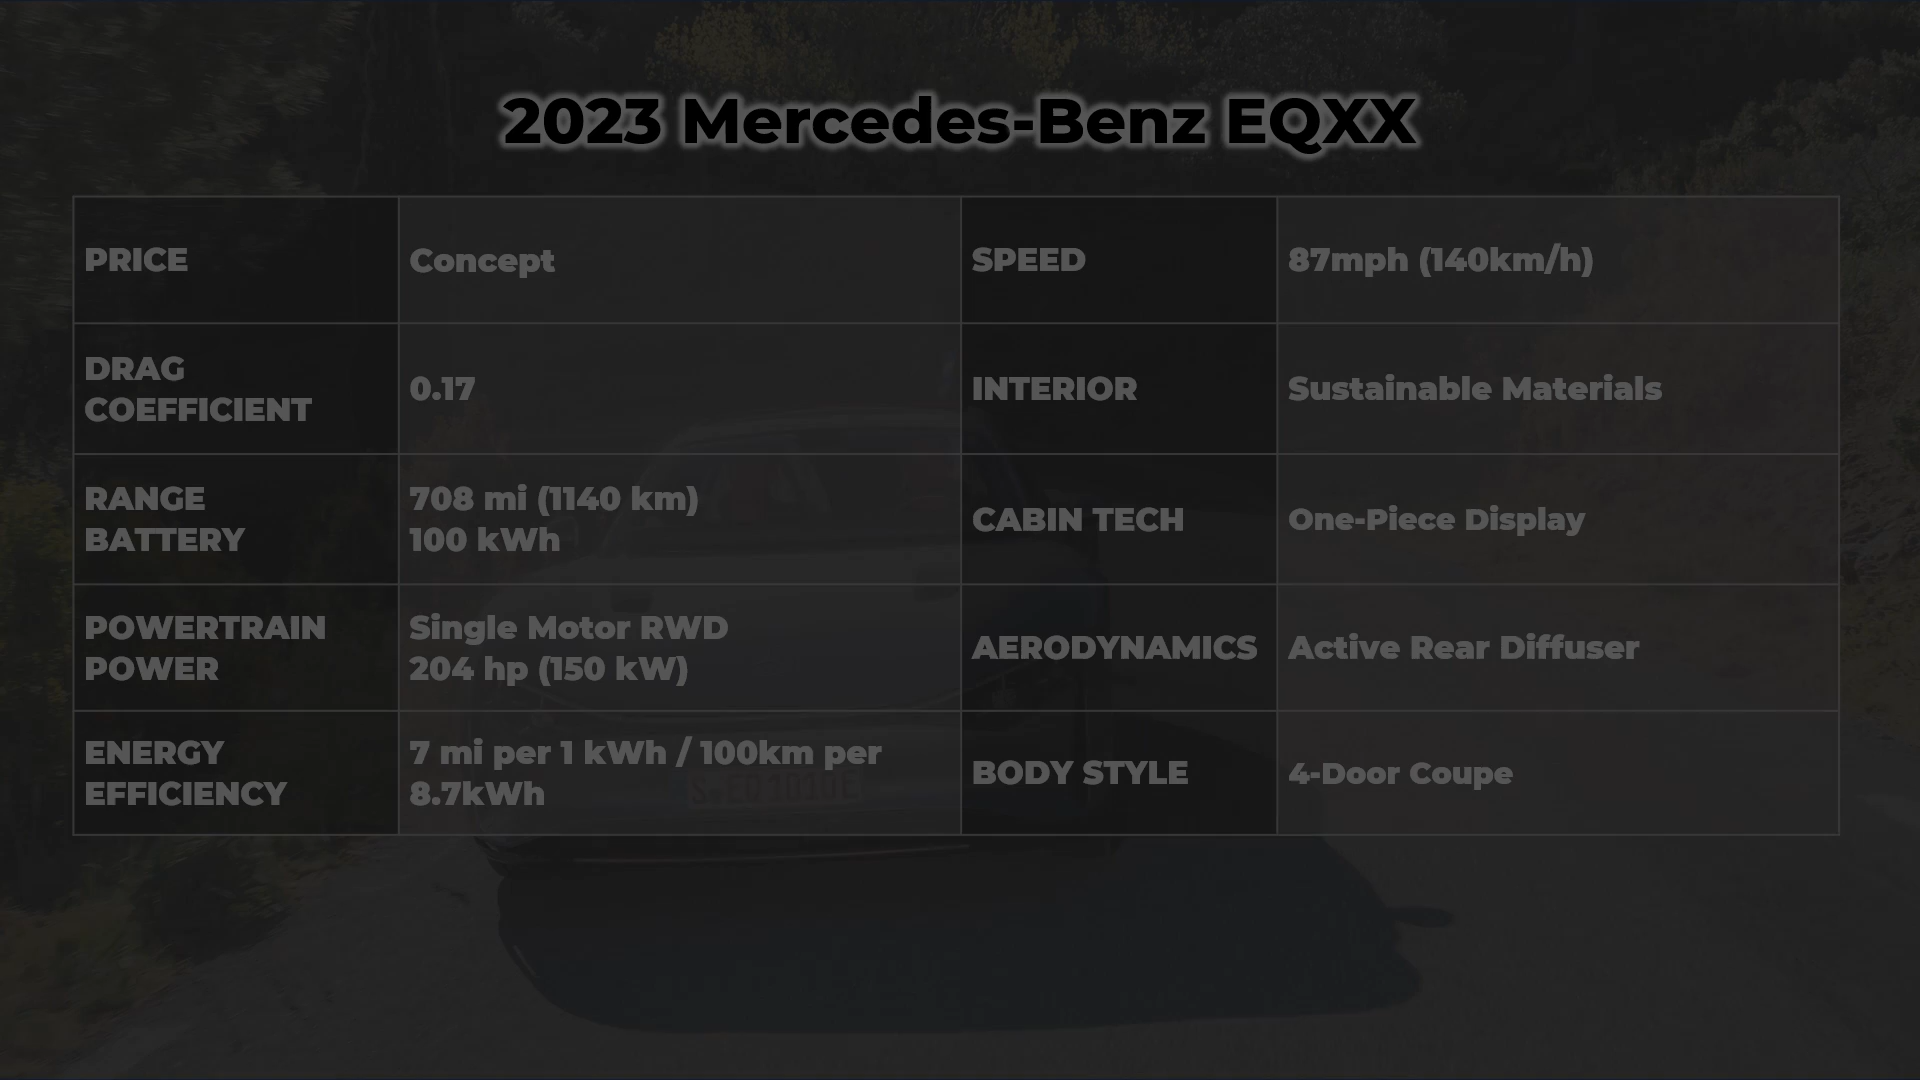 2023 Mercedes-Benz EQXX
PRICE
Concept
SPEED
87mph (140km/h)
DRAG
COEFFICIENT
0.17
INTERIOR
Sustainable Materials
RANGE
BATTERY
708 mi (1140 km)
100 kWh
CABIN TECH
One-Piece Display
POWERTRAIN
POWER
Single Motor RWD
204 hp (150 kW)
AERODYNAMICS
Active Rear Diffuser
ENERGY
EFFICIENCY
7 mi per 1 kWh / 100km per
8.7kWh
BODY STYLE
4-Door Coupe